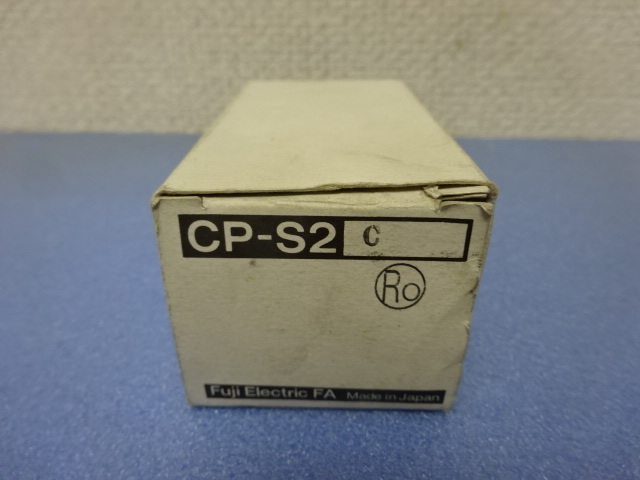 CP-S2 C
Ro
Fuji Electric FA Made in Japan